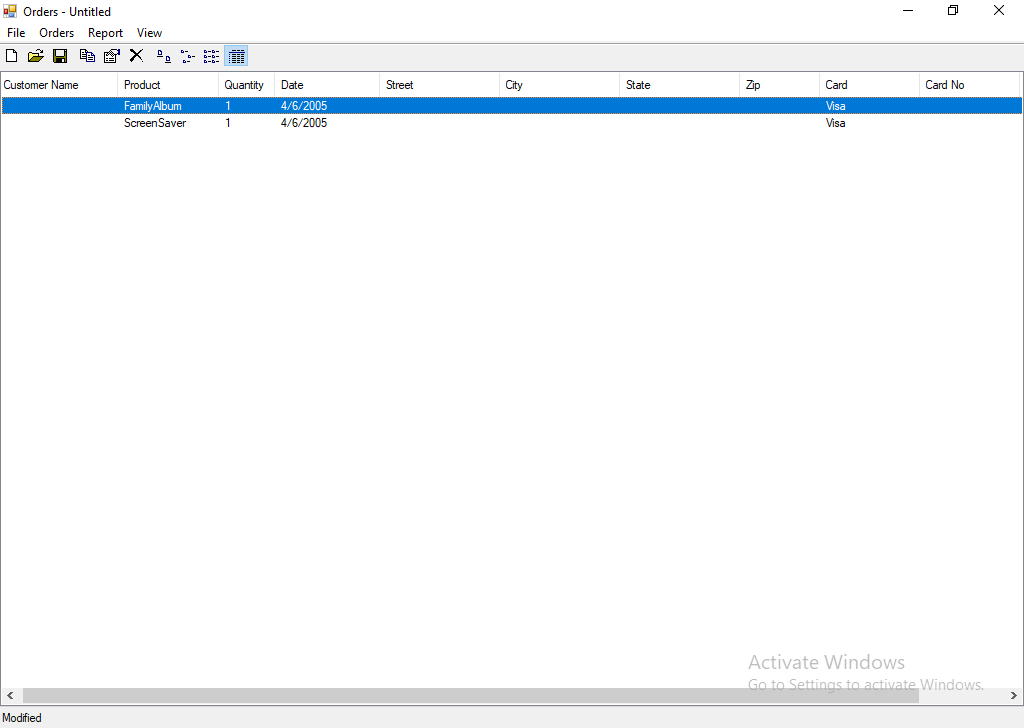 Orders - Untitled
File Orders Report View
Customer Name Product Quantity Date Street City State Zip Card Card No
FamilyAlbum 1 4/6/2005 Visa
ScreenSaver 1 4/6/2005 Visa
Activate Windows
Go to Settings to activate Windows.
Modified